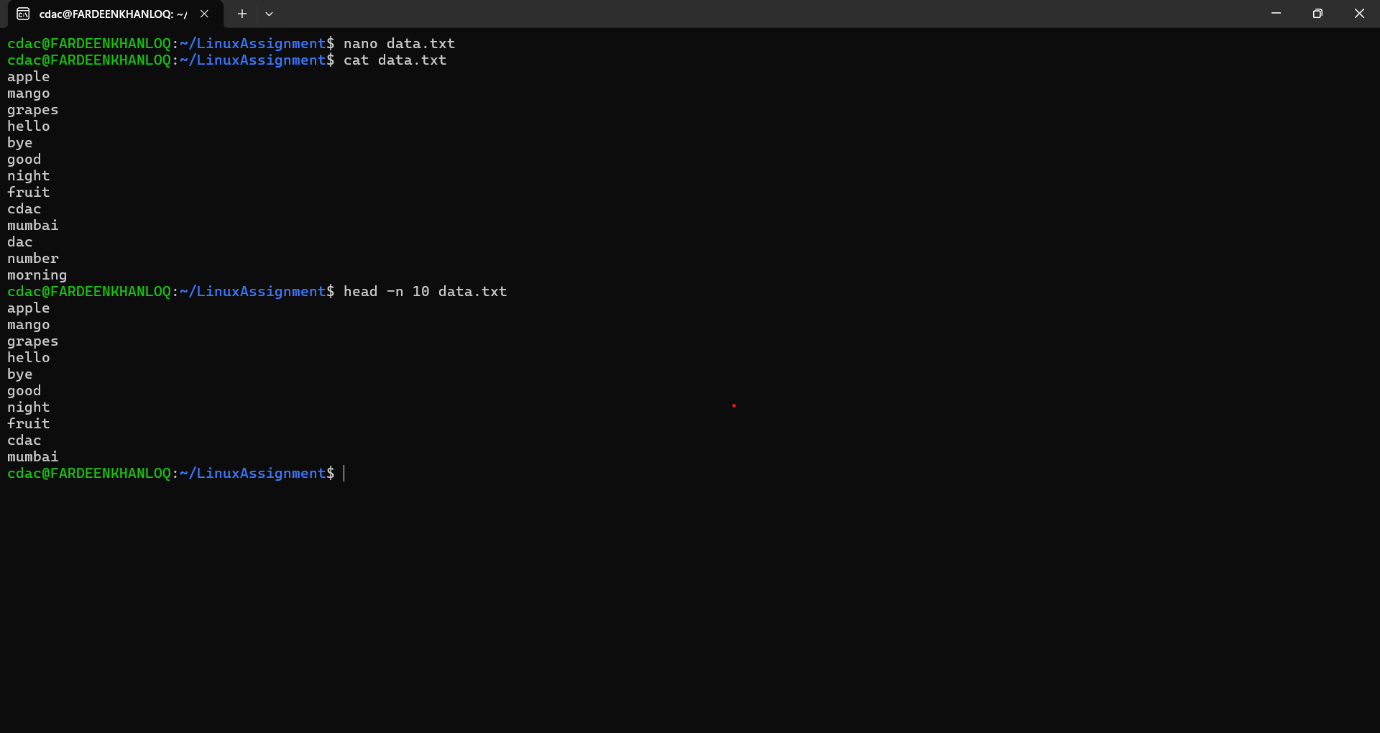 cdac@FARDEENKHANLOQ: ~/
cdac@FARDEENKHANLOQ:~/LinuxAssignment$ nano data.txt
cdac@FARDEENKHANLOQ:~/LinuxAssignment$ cat data.txt
apple
mango
grapes
hello
bye
good
night
fruit
cdac
mumbai
dac
number
morning
cdac@FARDEENKHANLOQ:~/LinuxAssignment$ head -n 10 data.txt
apple
mango
grapes
hello
bye
good
night
fruit
cdac
mumbai
cdac@FARDEENKHANLOQ:~/LinuxAssignment$